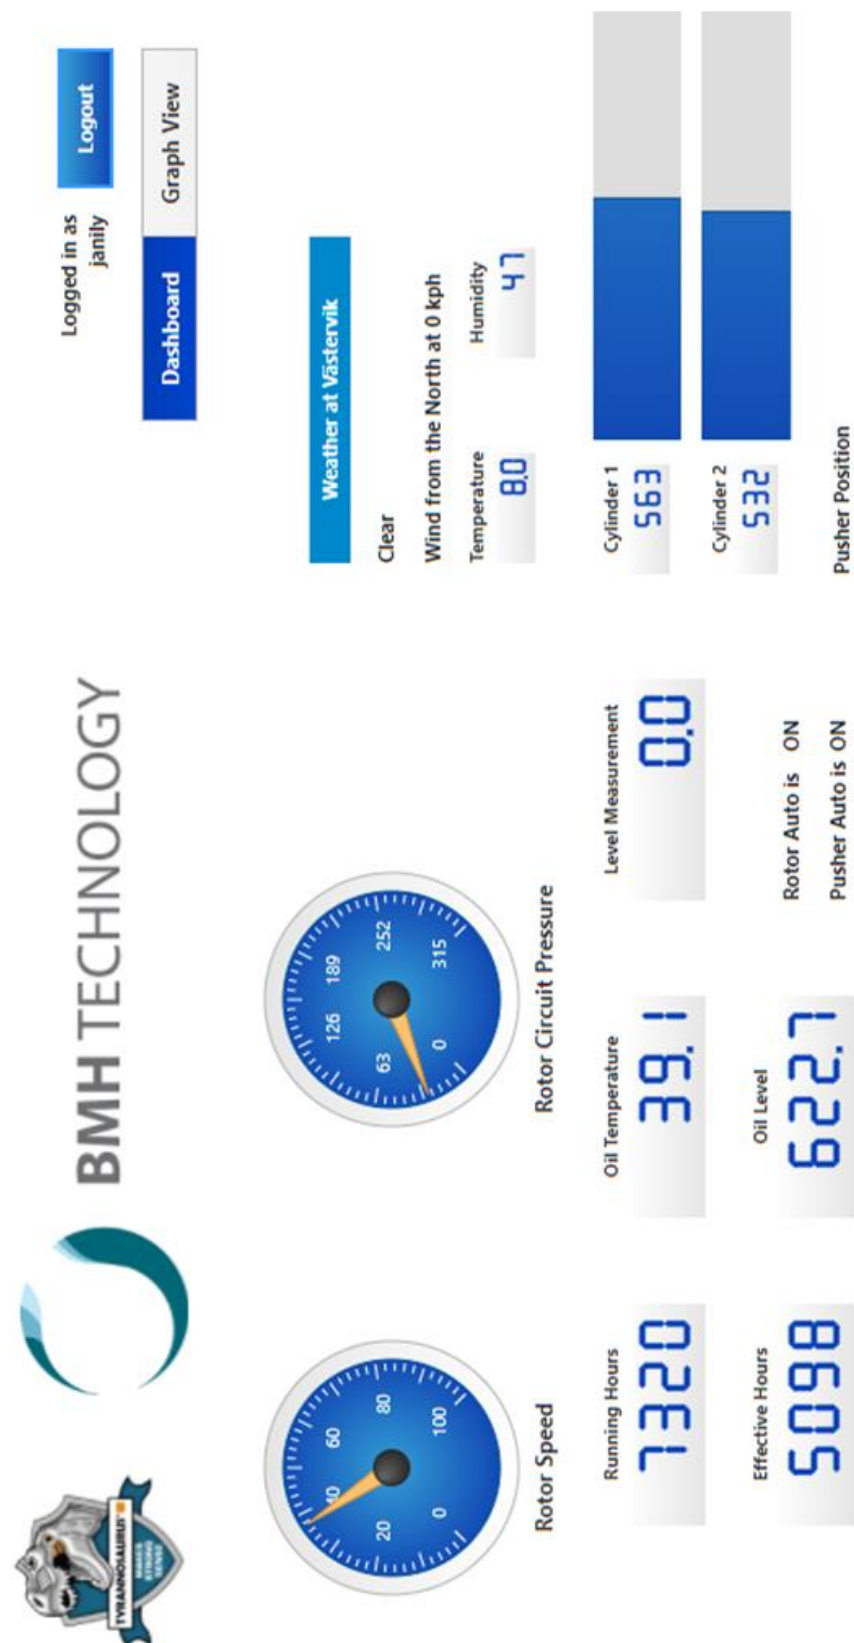 TYRANNOSAURUS
MAKES
STRONG
SENSE
BMH TECHNOLOGY
Logged in as
janily
Logout
Dashboard
Graph View
0
20
40
60
80
100
Rotor Speed
0
63
126
189
252
315
Rotor Circuit Pressure
Weather at Västervik
Clear
Wind from the North at 0 kph
Temperature
8.0
Humidity
47
Running Hours
7320
Oil Temperature
39.1
Level Measurement
0.0
Cylinder 1
563
Cylinder 2
532
Effective Hours
5098
Oil Level
622.7
Rotor Auto is ON
Pusher Auto is ON
Pusher Position